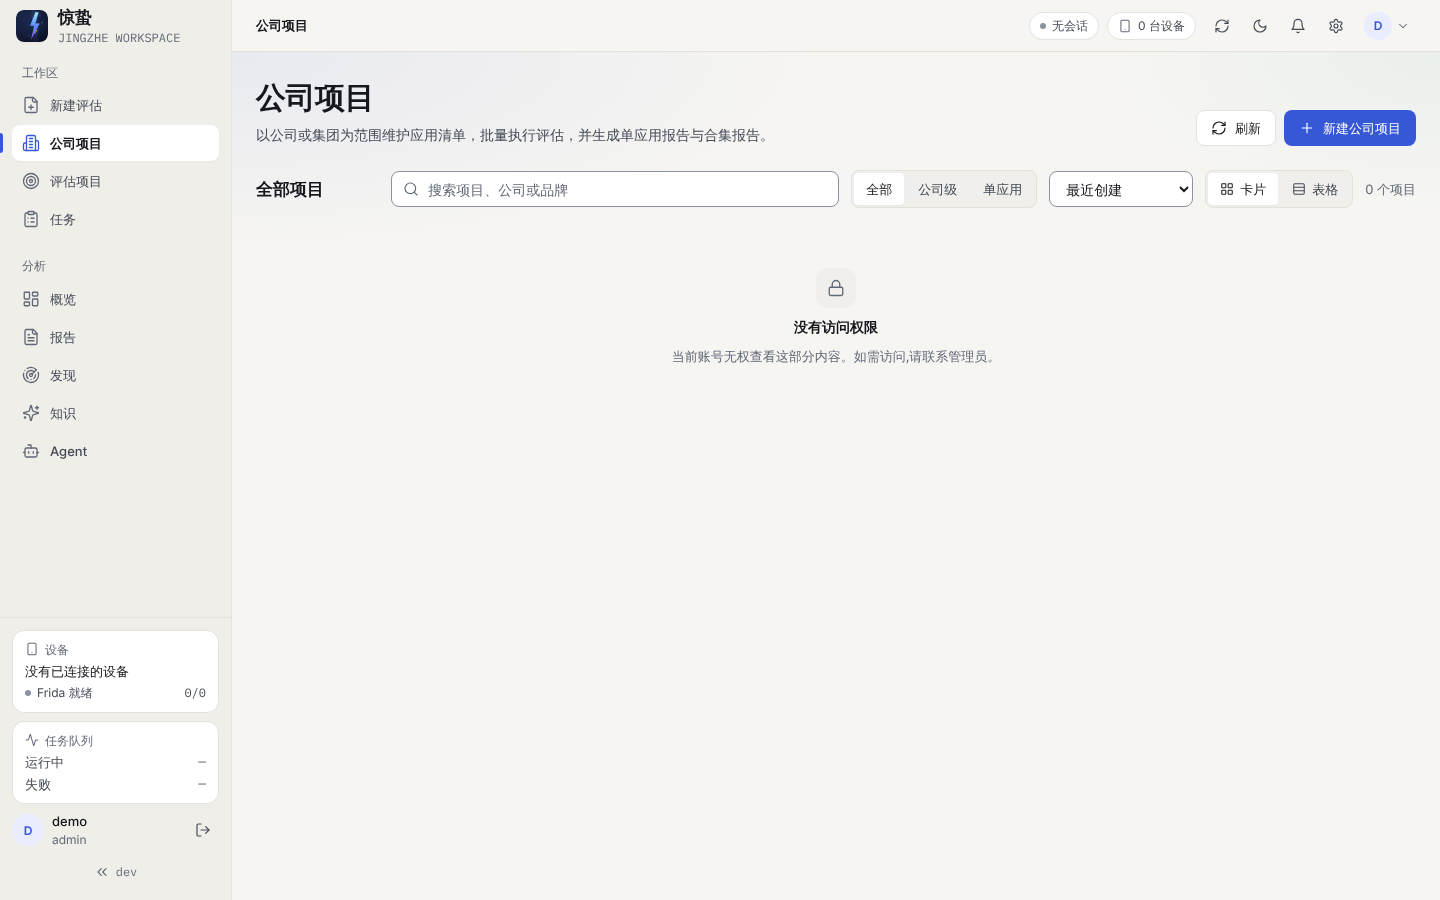 惊蛰
JINGZHE WORKSPACE
工作区
新建评估
公司项目
评估项目
任务
分析
概览
报告
发现
知识
Agent
设备
没有已连接的设备
Frida 就绪 0/0
任务队列
运行中 —
失败 —
D
demo
admin
dev
公司项目
无会话
0 台设备
D
公司项目
以公司或集团为范围维护应用清单，批量执行评估，并生成单应用报告与合集报告。
刷新
新建公司项目
全部项目
搜索项目、公司或品牌
全部 公司级 单应用
最近创建
卡片 表格
0 个项目
没有访问权限
当前账号无权查看这部分内容。如需访问,请联系管理员。